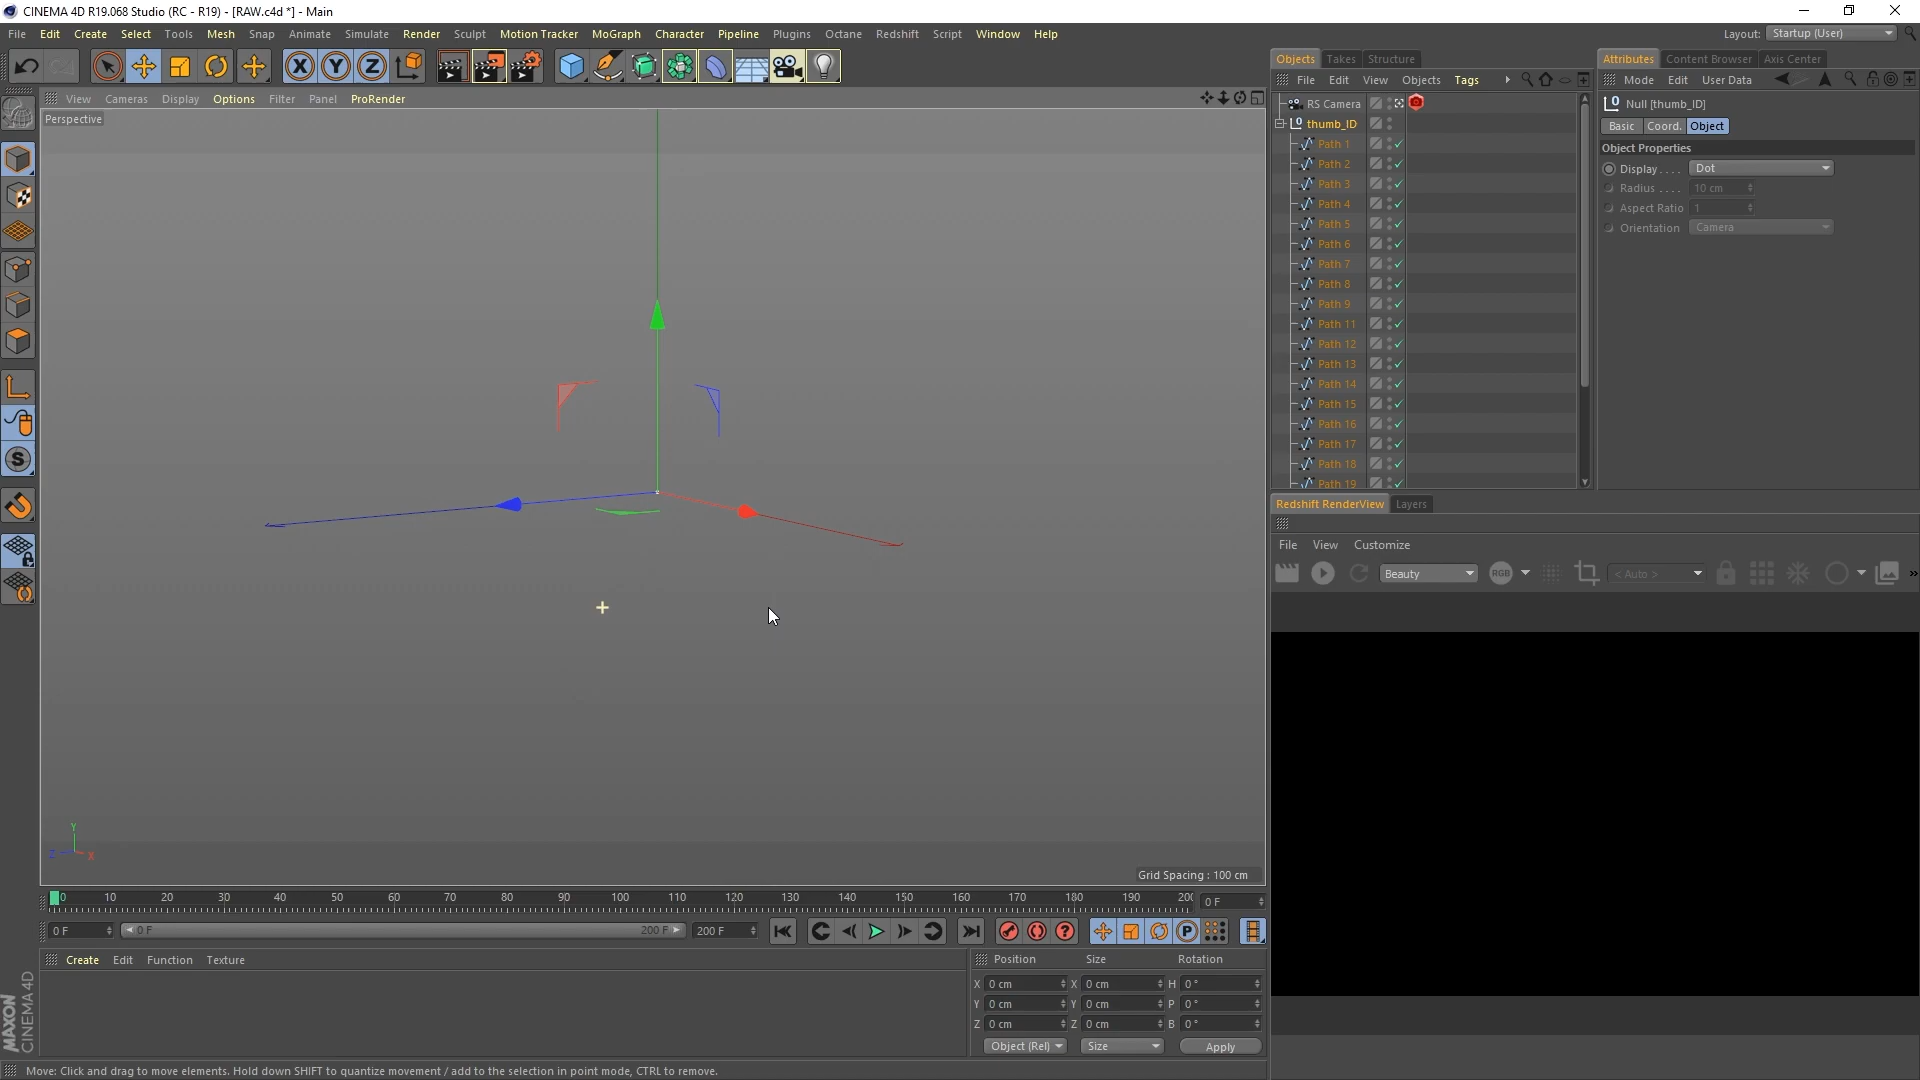 CINEMA 4D R19.068 Studio (RC - R19) - [RAW.c4d *] - Main
File Edit Create Select Tools Mesh Snap Animate Simulate Render Sculpt Motion Tracker MoGraph Character Pipeline Plugins Octane Redshift Script Window Help
Layout: Startup (User)
X Y Z
View Cameras Display Options Filter Panel ProRender
Perspective
Y
Z X
Grid Spacing : 100 cm
S
Objects Takes Structure
File Edit View Objects Tags
RS Camera
thumb_ID
Path 1
Path 2
Path 3
Path 4
Path 5
Path 6
Path 7
Path 8
Path 9
Path 11
Path 12
Path 13
Path 14
Path 15
Path 16
Path 17
Path 18
Path 19
Attributes Content Browser Axis Center
Mode Edit User Data
Null [thumb_ID]
Basic Coord. Object
Object Properties
Display . . . . Dot
Radius . . . . 10 cm
Aspect Ratio 1
Orientation Camera
Redshift RenderView Layers
File View Customize
Beauty RGB < Auto > »
0 10 20 30 40 50 60 70 80 90 100 110 120 130 140 150 160 170 180 190 200 0 F
0 F 0 F 200 F 200 F ? P
Create Edit Function Texture
Position Size Rotation
X 0 cm X 0 cm H 0 °
Y 0 cm Y 0 cm P 0 °
Z 0 cm Z 0 cm B 0 °
Object (Rel) Size Apply
MAXON
CINEMA 4D
Move: Click and drag to move elements. Hold down SHIFT to quantize movement / add to the selection in point mode, CTRL to remove.